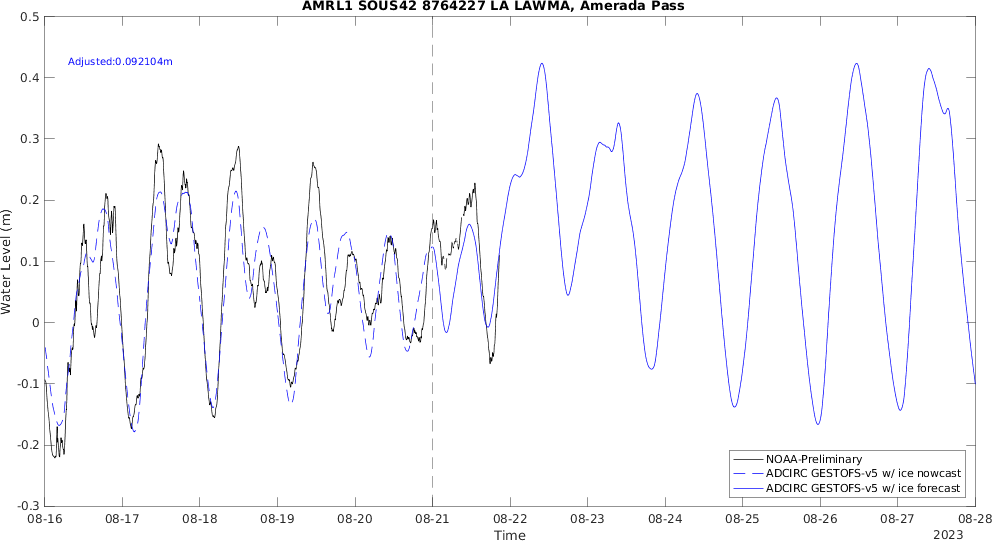 AMRL1 SOUS42 8764227 LA LAWMA, Amerada Pass
Adjusted:0.092104m
0.5
0.4
0.3
0.2
0.1
0
-0.1
-0.2
-0.3
Water Level (m)
NOAA-Preliminary
ADCIRC GESTOFS-v5 w/ ice nowcast
ADCIRC GESTOFS-v5 w/ ice forecast
08-16 08-17 08-18 08-19 08-20 08-21 08-22 08-23 08-24 08-25 08-26 08-27 08-28
Time
2023